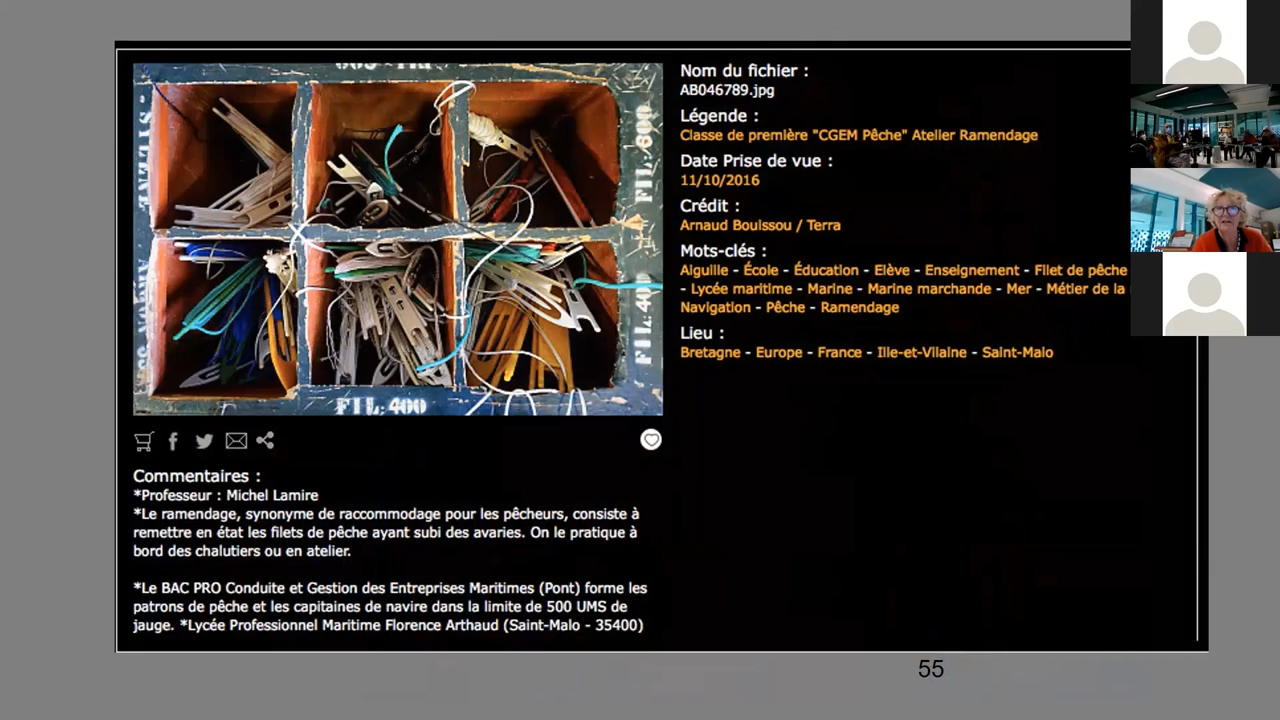 FIL:600
FIL:400
FIL:400
Nom du fichier :
AB046789.jpg
Légende :
Classe de première "CGEM Pêche" Atelier Ramendage
Date Prise de vue :
11/10/2016
Crédit :
Arnaud Bouissou / Terra
Mots-clés :
Aiguille - École - Éducation - Elève - Enseignement - Filet de pêche
- Lycée maritime - Marine - Marine marchande - Mer - Métier de la
Navigation - Pêche - Ramendage
Lieu :
Bretagne - Europe - France - Ille-et-Vilaine - Saint-Malo
Commentaires :
*Professeur : Michel Lamire
*Le ramendage, synonyme de raccommodage pour les pêcheurs, consiste à
remettre en état les filets de pêche ayant subi des avaries. On le pratique à
bord des chalutiers ou en atelier.
*Le BAC PRO Conduite et Gestion des Entreprises Maritimes (Pont) forme les
patrons de pêche et les capitaines de navire dans la limite de 500 UMS de
jauge. *Lycée Professionnel Maritime Florence Arthaud (Saint-Malo - 35400)
55